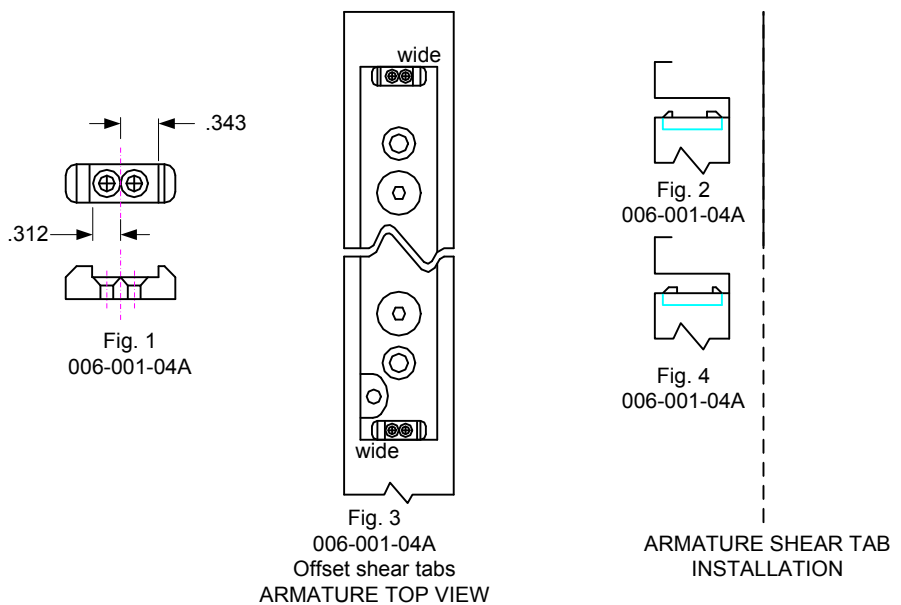 .343
.312
Fig. 1
006-001-04A
wide
wide
Fig. 3
006-001-04A
Offset shear tabs
ARMATURE TOP VIEW
Fig. 2
006-001-04A
Fig. 4
006-001-04A
ARMATURE SHEAR TAB
INSTALLATION